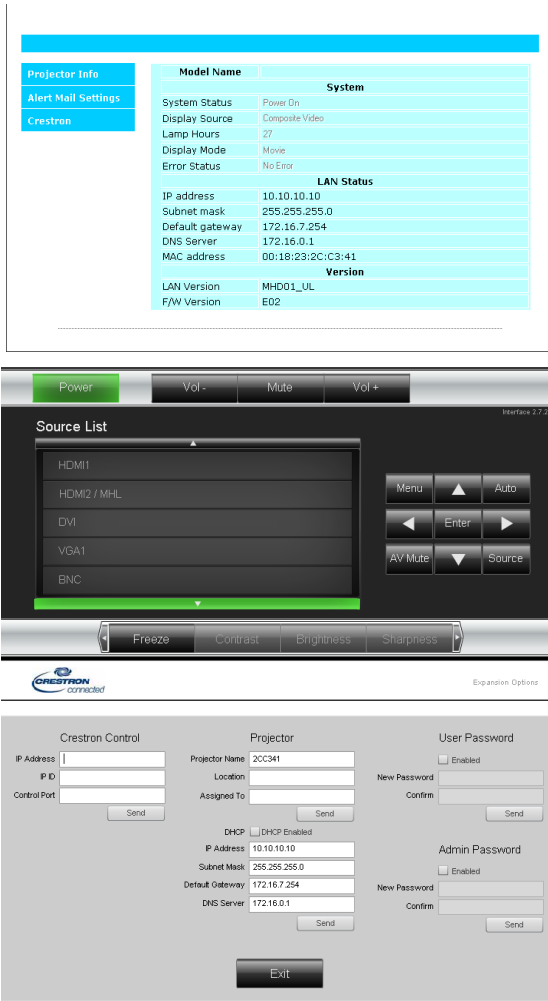 Model Name
System
Projector Info
Alert Mail Settings
Crestron
System Status Power On
Display Source Composite Video
Lamp Hours 27
Display Mode Movie
Error Status No Error
LAN Status
IP address 10.10.10.10
Subnet mask 255.255.255.0
Default gateway 172.16.7.254
DNS Server 172.16.0.1
MAC address 00:18:23:2C:C3:41
Version
LAN Version MHD01_UL
F/W Version E02
Power Vol - Mute Vol +
Interface 2.7.2
Source List
HDMI1
HDMI2 / MHL
DVI
VGA1
BNC
Menu Auto
Enter
AV Mute Source
Freeze Contrast Brightness Sharpness
CRESTRON
connected
Expansion Options
Crestron Control
IP Address
IP ID
Control Port
Send
Projector
Projector Name 2CC341
Location
Assigned To
Send
DHCP DHCP Enabled
IP Address 10.10.10.10
Subnet Mask 255.255.255.0
Default Gateway 172.16.7.254
DNS Server 172.16.0.1
Send
User Password
Enabled
New Password
Confirm
Send
Admin Password
Enabled
New Password
Confirm
Send
Exit